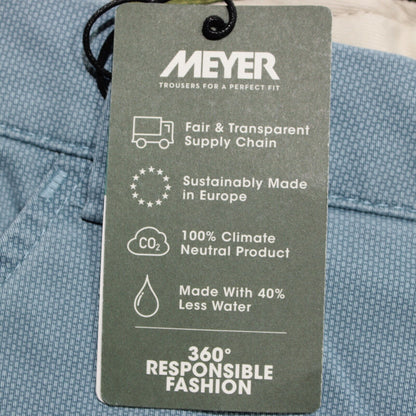 MEYER
TROUSERS FOR A PERFECT FIT
Fair & Transparent
Supply Chain
Sustainably Made
in Europe
CO₂
100% Climate
Neutral Product
Made With 40%
Less Water
360°
RESPONSIBLE
FASHION